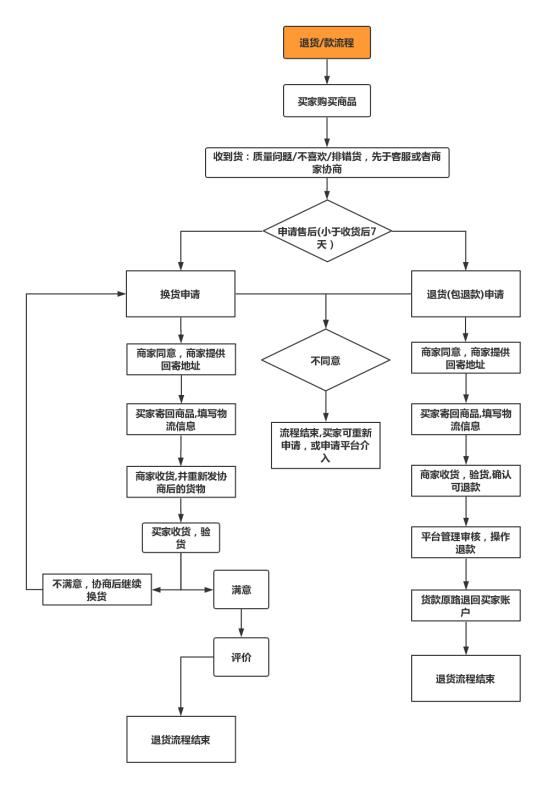 退货/款流程
买家购买商品
收到货：质量问题/不喜欢/排错货，先于客服或者商
家协商
申请售后(小于收货后7
天）
换货申请
退货(包退款)申请
商家同意，商家提供
回寄地址
不同意
商家同意，商家提供
回寄地址
买家寄回商品,填写物
流信息
流程结束,买家可重新
申请，或申请平台介
入
买家寄回商品,填写物
流信息
商家收货,并重新发协
商后的货物
商家收货，验货,确认
可退款
买家收货，验
货
平台管理审核，操作
退款
不满意，协商后继续
换货
满意
货款原路退回买家账
户
评价
退货流程结束
退货流程结束